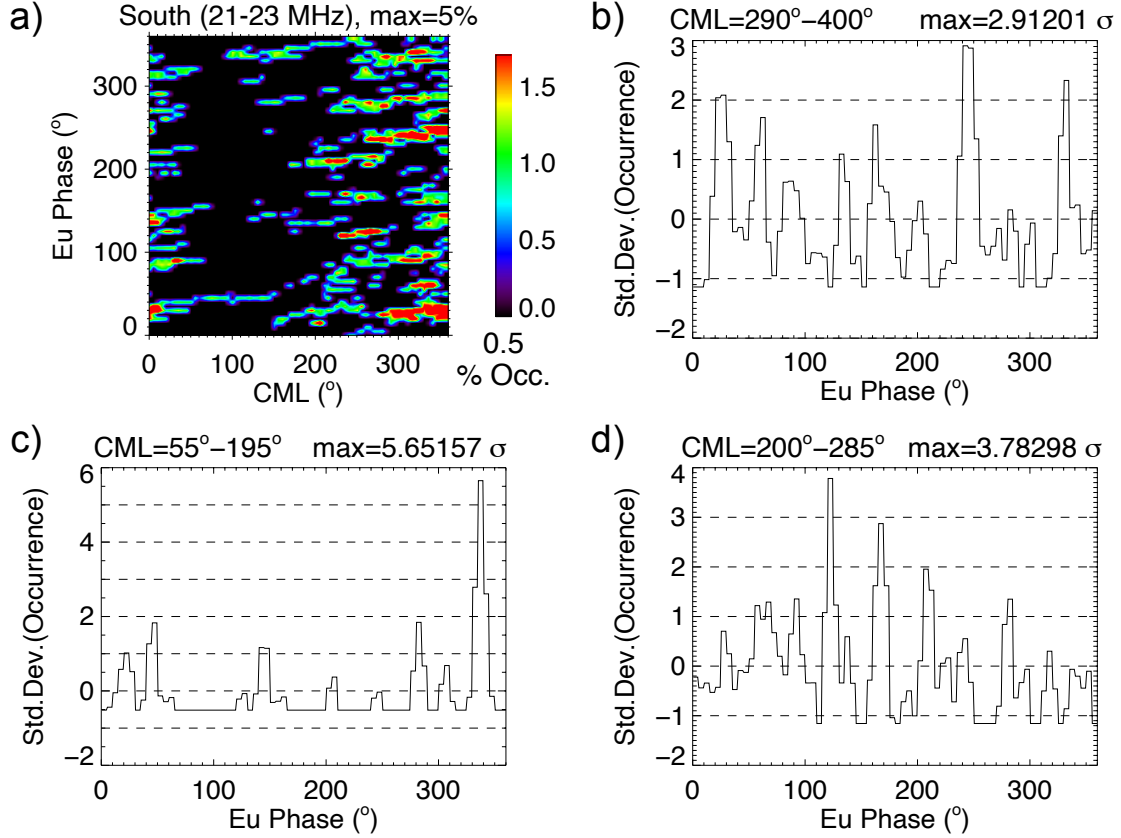 a)
South (21-23 MHz), max=5%
Eu Phase (°)
300
200
100
0
0
100
200
300
CML (°)
1.5
1.0
0.5
0.0
0.5
% Occ.
b)
CML=290°−400° max=2.91201 σ
Std.Dev.(Occurrence)
3
2
1
0
−1
−2
0
100
200
300
Eu Phase (°)
c)
CML=55°−195° max=5.65157 σ
Std.Dev.(Occurrence)
6
4
2
0
−2
0
100
200
300
Eu Phase (°)
d)
CML=200°−285° max=3.78298 σ
Std.Dev.(Occurrence)
4
3
2
1
0
−1
−2
0
100
200
300
Eu Phase (°)